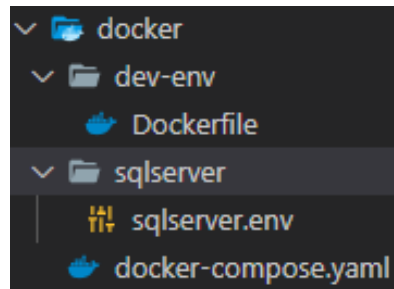 docker
dev-env
Dockerfile
sqlserver
sqlserver.env
docker-compose.yaml